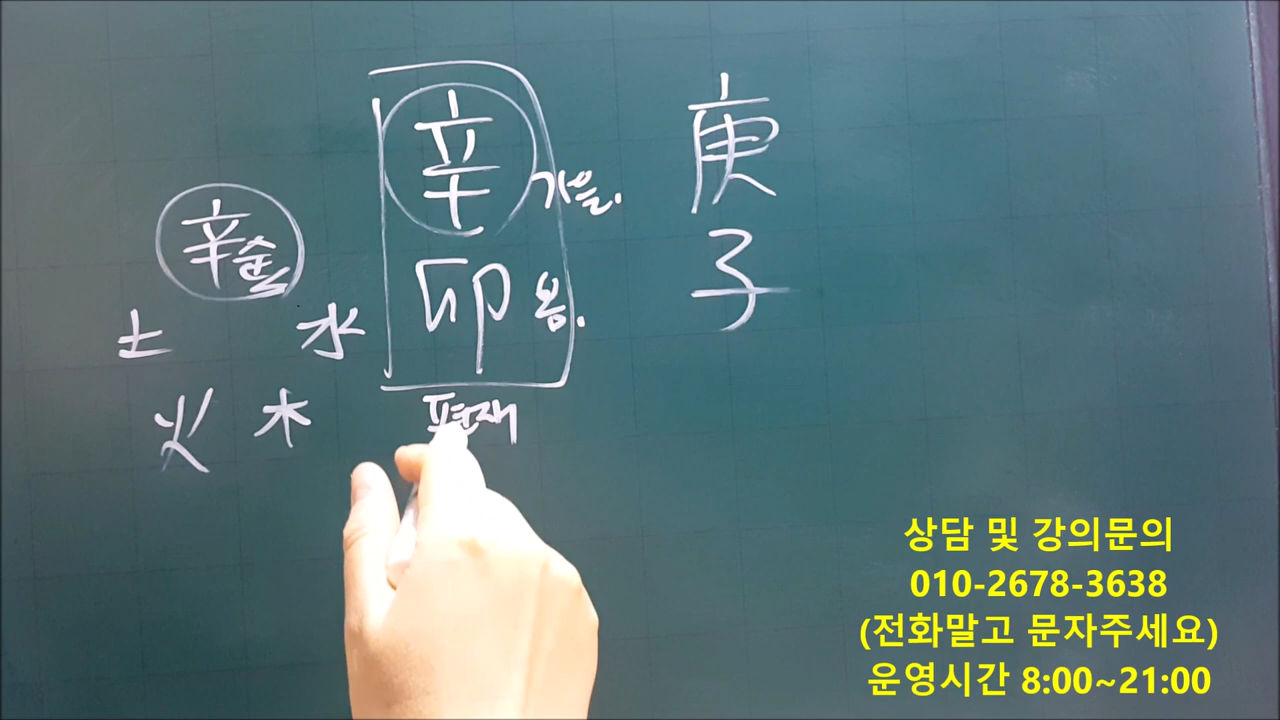 辛 가을.
卯 봄.
편재
庚
子
辛金
土 水
火 木
상담 및 강의문의
010-2678-3638
(전화말고 문자주세요)
운영시간 8:00~21:00